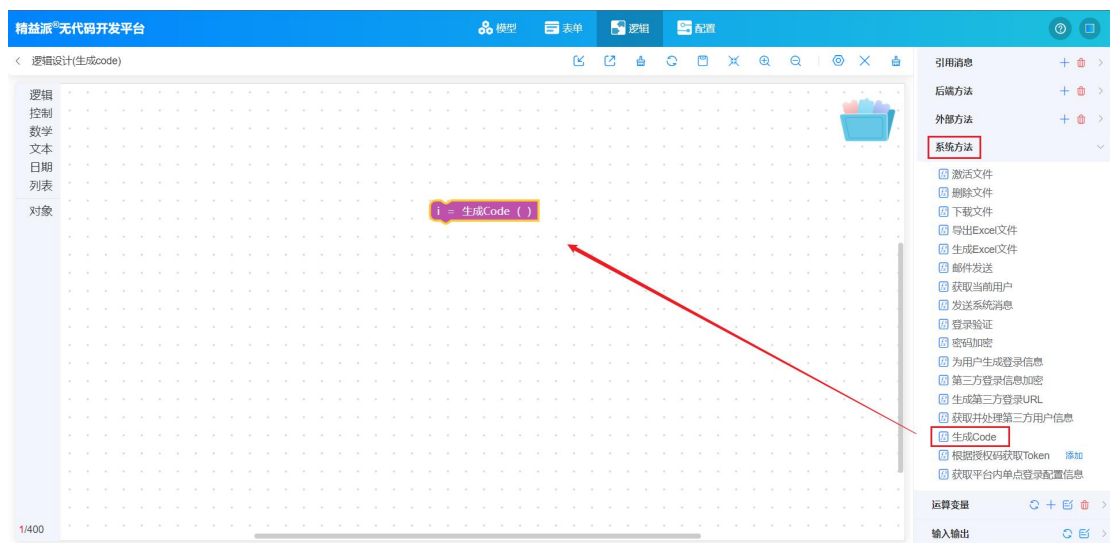 精益派®无代码开发平台
模型
表单
逻辑
配置
逻辑设计(生成code)
逻辑
控制
数学
文本
日期
列表
对象
i = 生成Code ( )
1/400
引用消息
后端方法
外部方法
系统方法
激活文件
删除文件
下载文件
导出Excel文件
生成Excel文件
邮件发送
获取当前用户
发送系统消息
登录验证
密码加密
为用户生成登录信息
第三方登录信息加密
生成第三方登录URL
获取并处理第三方用户信息
生成Code
根据授权码获取Token 添加
获取平台内单点登录配置信息
运算变量
输入输出